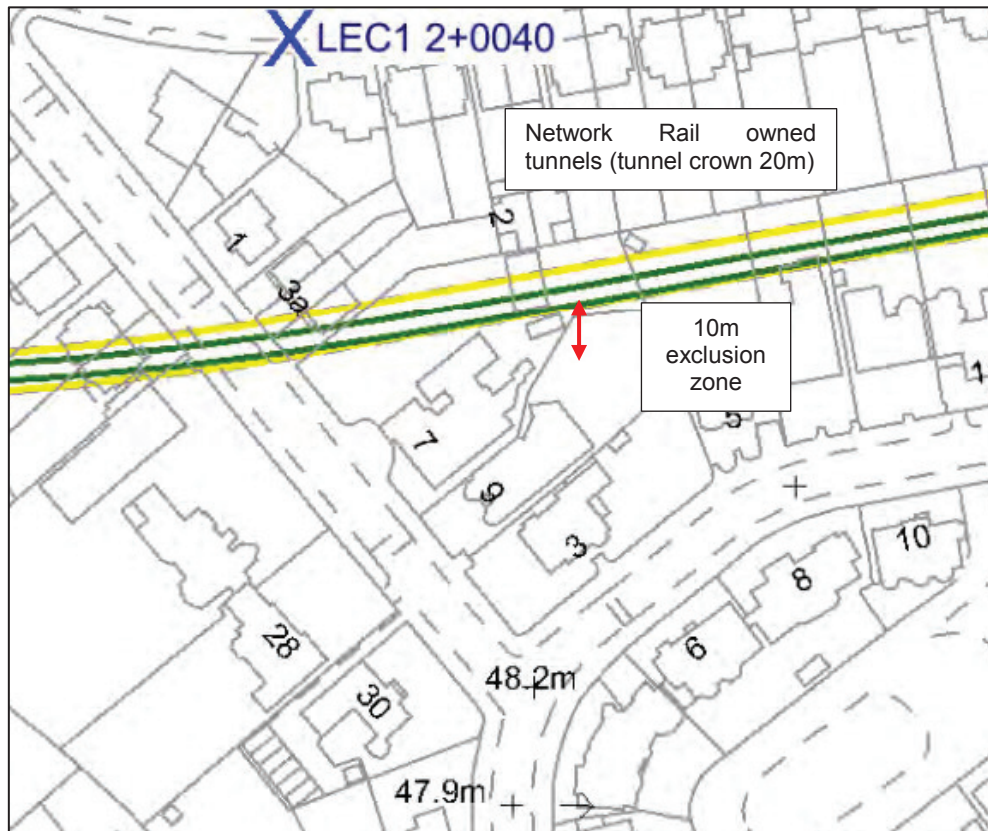 X LEC1 2+0040
Network Rail owned
tunnels (tunnel crown 20m)
2
1
3a
10m
exclusion
zone
1
5
7
9
3
10
8
6
28
48.2m
30
47.9m